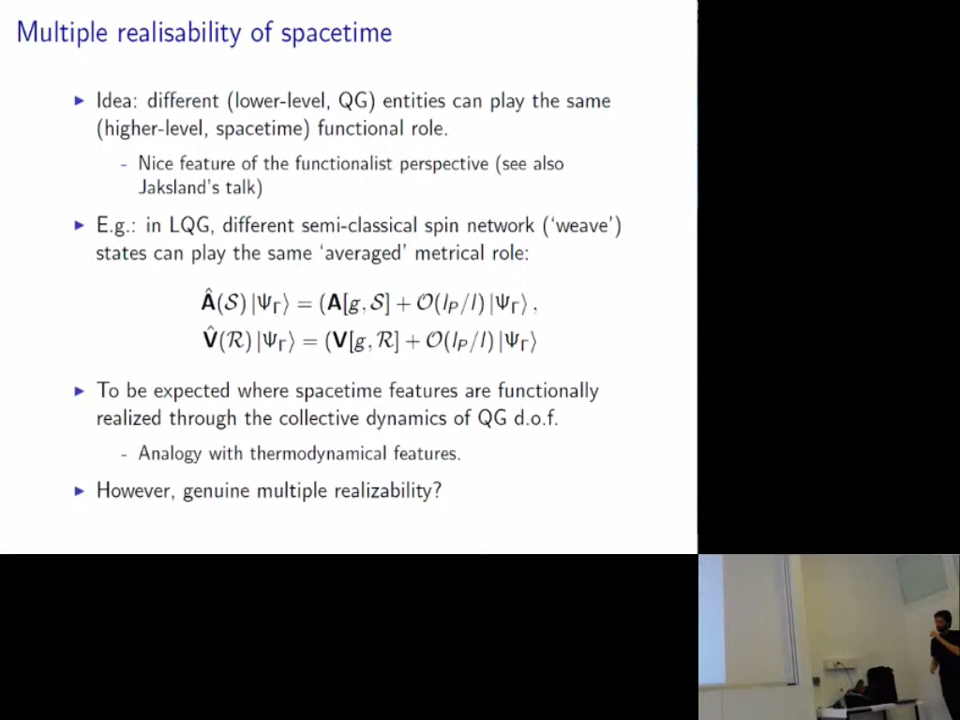 Multiple realisability of spacetime
▶ Idea: different (lower-level, QG) entities can play the same
(higher-level, spacetime) functional role.
- Nice feature of the functionalist perspective (see also
Jaksland's talk)
▶ E.g.: in LQG, different semi-classical spin network ('weave')
states can play the same 'averaged' metrical role:
Â(𝒮)|Ψ_Γ⟩ = (A[g, 𝒮] + 𝒪(l_P/l)|Ψ_Γ⟩,
V̂(ℛ)|Ψ_Γ⟩ = (V[g, ℛ] + 𝒪(l_P/l)|Ψ_Γ⟩
▶ To be expected where spacetime features are functionally
realized through the collective dynamics of QG d.o.f.
- Analogy with thermodynamical features.
▶ However, genuine multiple realizability?